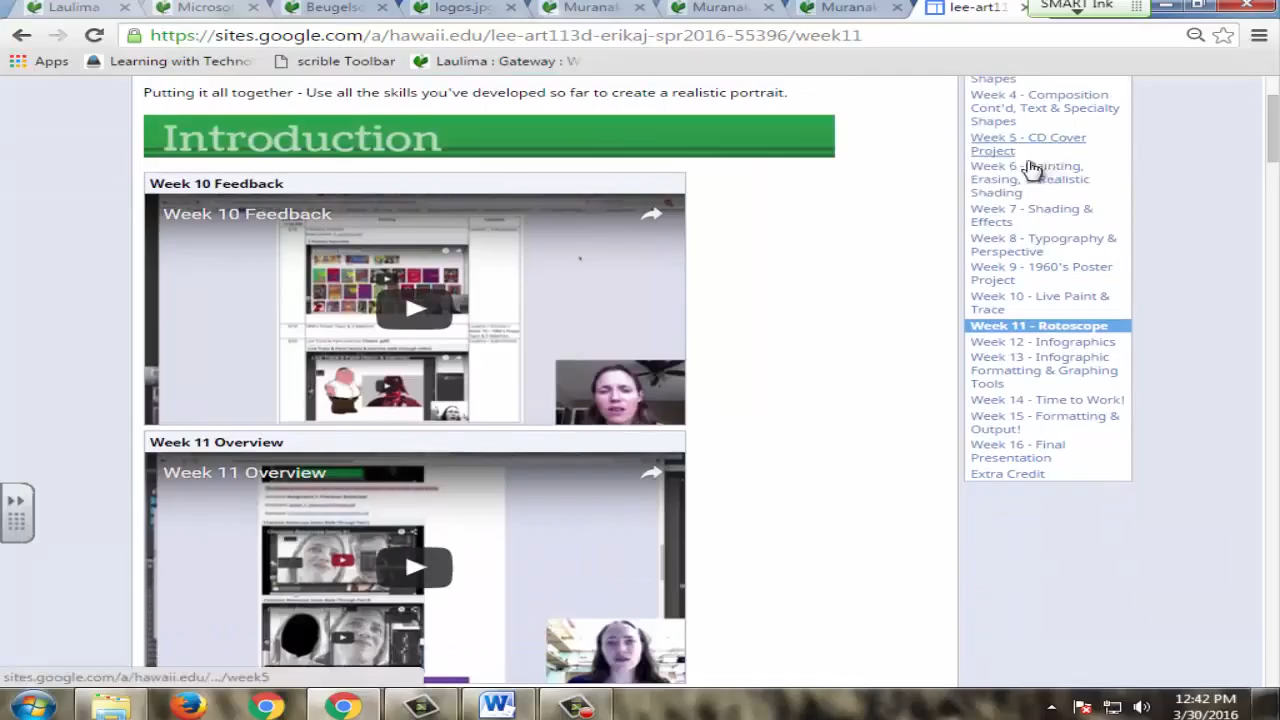 Laulima
Microso
Beugels
logos.jp
Murana
Murana
Murana
lee-art11
SMART Ink
https://sites.google.com/a/hawaii.edu/lee-art113d-erikaj-spr2016-55396/week11
Apps
Learning with Techno
scrible Toolbar
Laulima : Gateway : W
Putting it all together - Use all the skills you've developed so far to create a realistic portrait.
Introduction
Week 10 Feedback
Week 10 Feedback
Week 11 Overview
Week 11 Overview
Shapes
Week 4 - Composition
Cont'd, Text & Specialty
Shapes
Week 5 - CD Cover
Project
Week 6 -
Erasing,
Shading
Week 7 - Shading &
Effects
Week 8 - Typography &
Perspective
Week 9 - 1960's Poster
Project
Week 10 - Live Paint &
Trace
Week 11 - Rotoscope
Week 12 - Infographics
Week 13 - Infographic
Formatting & Graphing
Tools
Week 14 - Time to Work!
Week 15 - Formatting &
Output!
Week 16 - Final
Presentation
Extra Credit
sites.google.com/a/hawaii.edu/.../week5
12:42 PM
3/30/2016